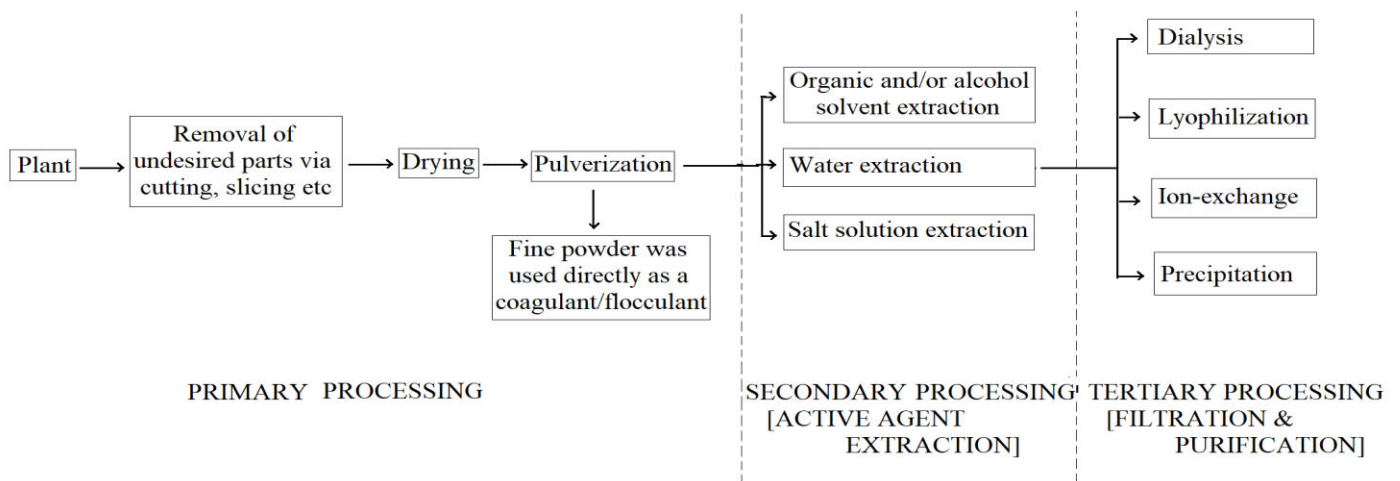 Plant
Removal of
undesired parts via
cutting, slicing etc
Drying
Pulverization
Fine powder was
used directly as a
coagulant/flocculant
Organic and/or alcohol
solvent extraction
Water extraction
Salt solution extraction
Dialysis
Lyophilization
Ion-exchange
Precipitation
PRIMARY PROCESSING
SECONDARY PROCESSING
[ACTIVE AGENT
EXTRACTION]
TERTIARY PROCESSING
[FILTRATION &
PURIFICATION]